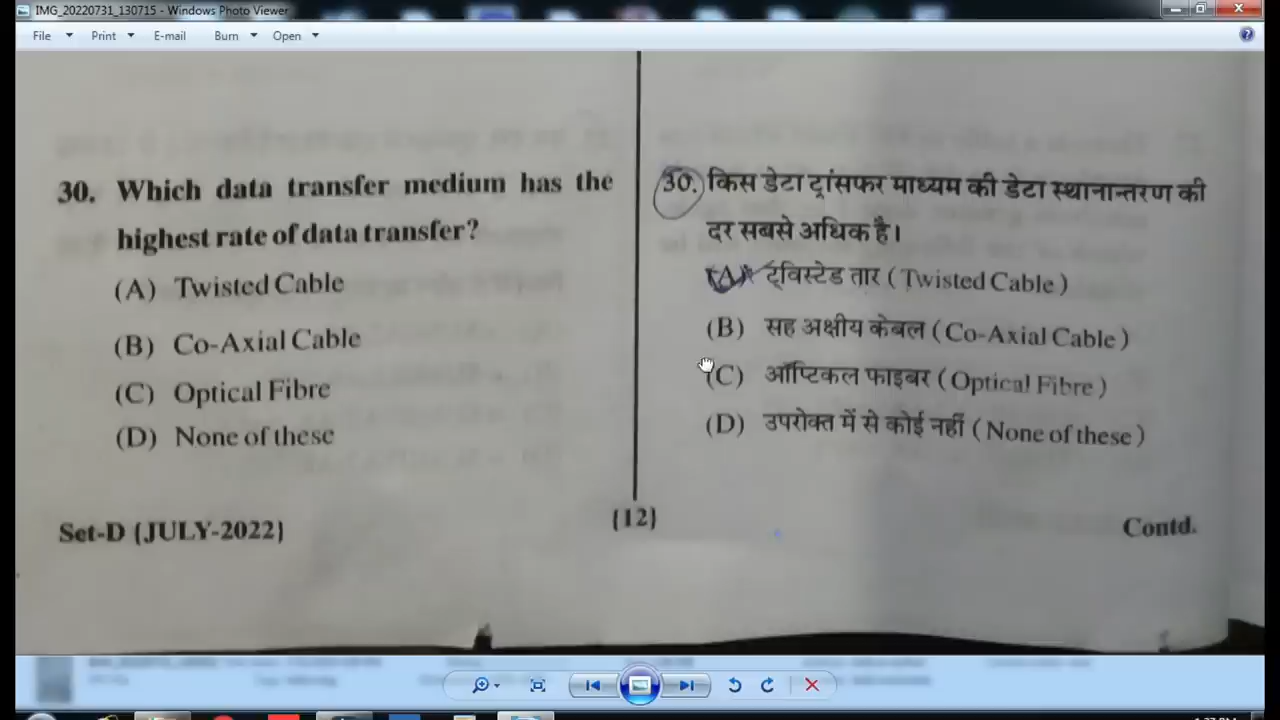 IMG_20220731_130715 - Windows Photo Viewer
File Print E-mail Burn Open
30. Which data transfer medium has the
highest rate of data transfer?
(A) Twisted Cable
(B) Co-Axial Cable
(C) Optical Fibre
(D) None of these
30. किस डेटा ट्रांसफर माध्यम की डेटा स्थानान्तरण की
दर सबसे अधिक है।
(A) ट्विस्टेड तार (Twisted Cable)
(B) सह अक्षीय केबल (Co-Axial Cable)
(C) ऑप्टिकल फाइबर (Optical Fibre)
(D) उपरोक्त में से कोई नहीं (None of these)
Set-D (JULY-2022)
(12)
Contd.